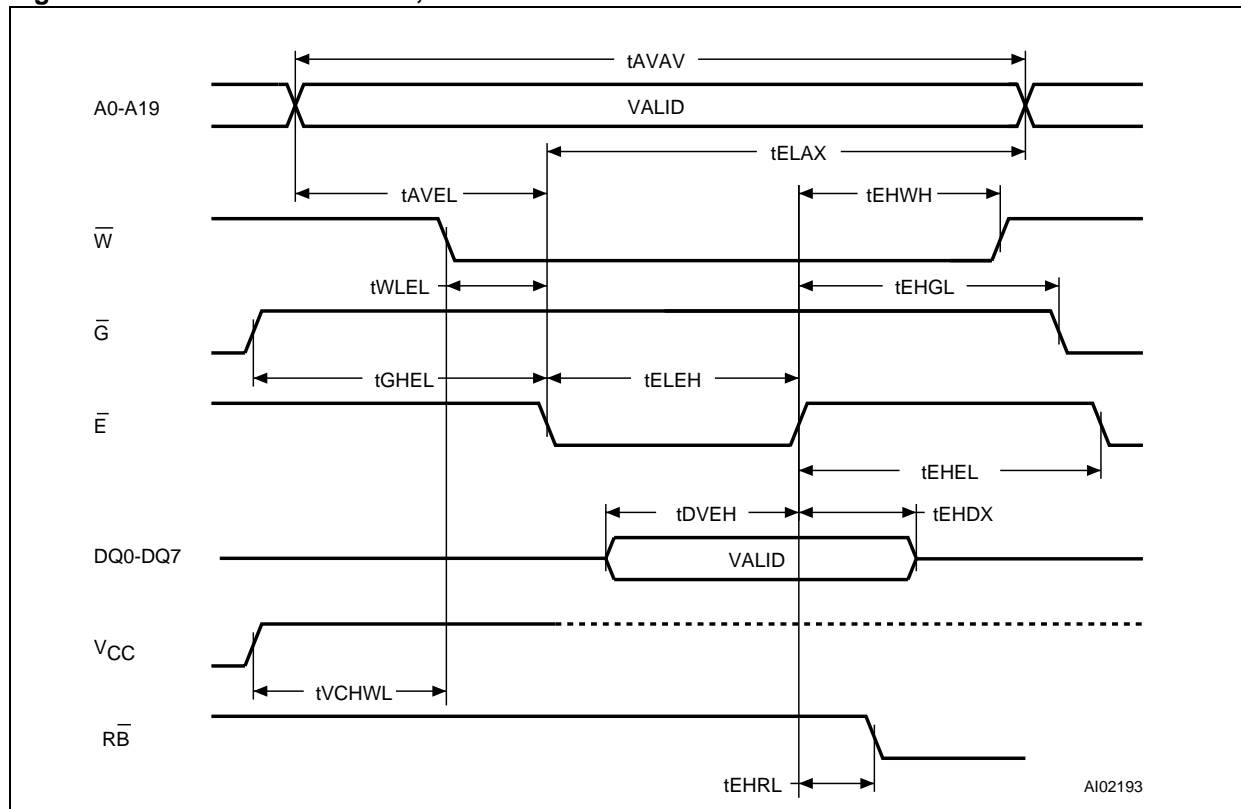 tAVAV
A0-A19
VALID
tELAX
tAVEL
tEHWH
W̅
tWLEL
tEHGL
G̅
tGHEL
tELEH
E̅
tEHEL
tDVEH
tEHDX
DQ0-DQ7
VALID
VCC
tVCHWL
RB̅
tEHRL
AI02193